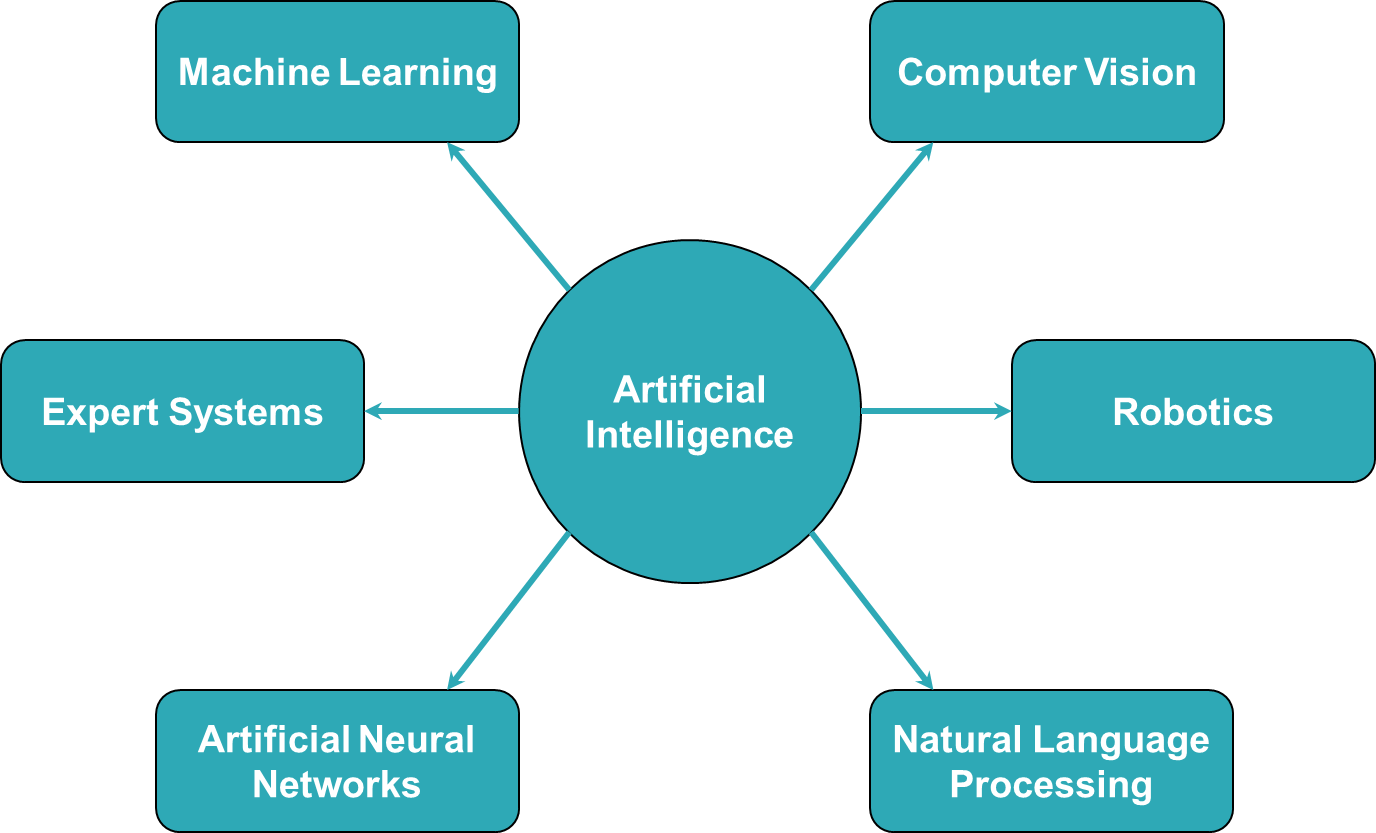 Machine Learning
Computer Vision
Artificial
Intelligence
Expert Systems
Robotics
Artificial Neural
Networks
Natural Language
Processing